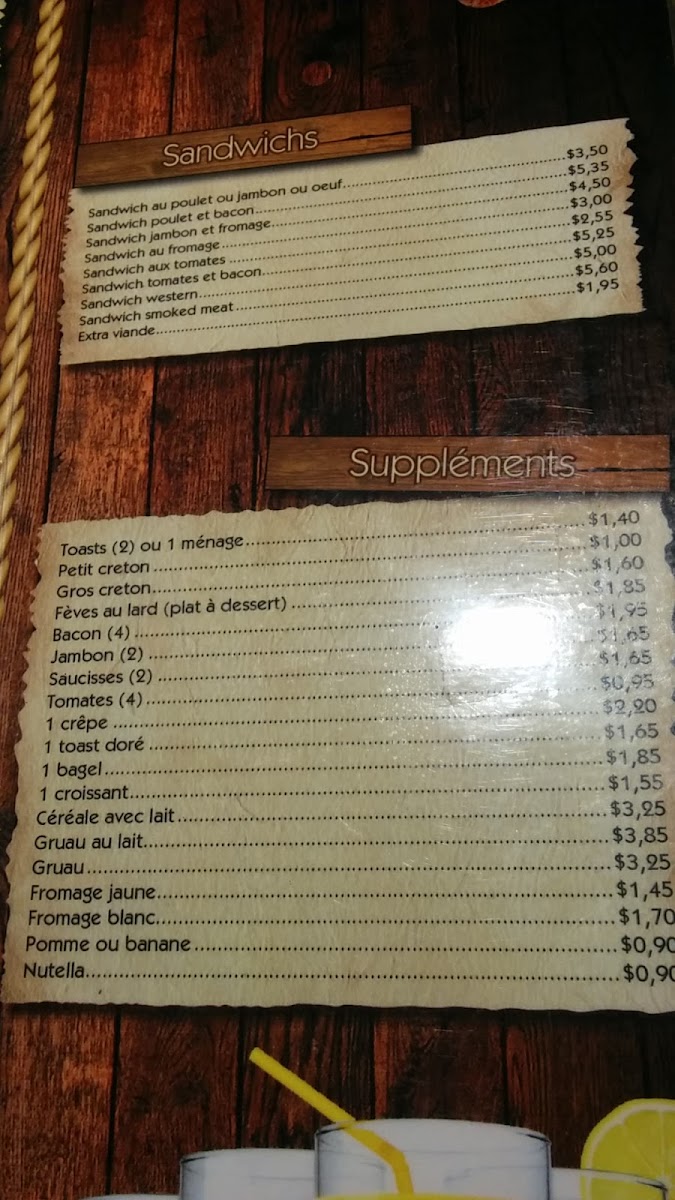 Sandwichs
Sandwich au poulet ou jambon ou oeuf....................$3,50
Sandwich poulet et bacon....................$5,35
Sandwich jambon et fromage....................$4,50
Sandwich au fromage....................$3,00
Sandwich aux tomates....................$2,55
Sandwich tomates et bacon....................$5,25
Sandwich western....................$5,00
Sandwich smoked meat....................$5,60
Extra viande....................$1,95
Suppléments
Toasts (2) ou 1 ménage....................$1,40
Petit creton....................$1,00
Gros creton....................$1,60
Fèves au lard (plat à dessert)....................$1,85
Bacon (4)....................$1,95
Jambon (2)....................$1,65
Saucisses (2)....................$1,65
Tomates (4)....................$0,95
1 crêpe....................$2,20
1 toast doré....................$1,65
1 bagel....................$1,85
1 croissant....................$1,55
Céréale avec lait....................$3,25
Gruau au lait....................$3,85
Gruau....................$3,25
Fromage jaune....................$1,45
Fromage blanc....................$1,70
Pomme ou banane....................$0,90
Nutella....................$0,90